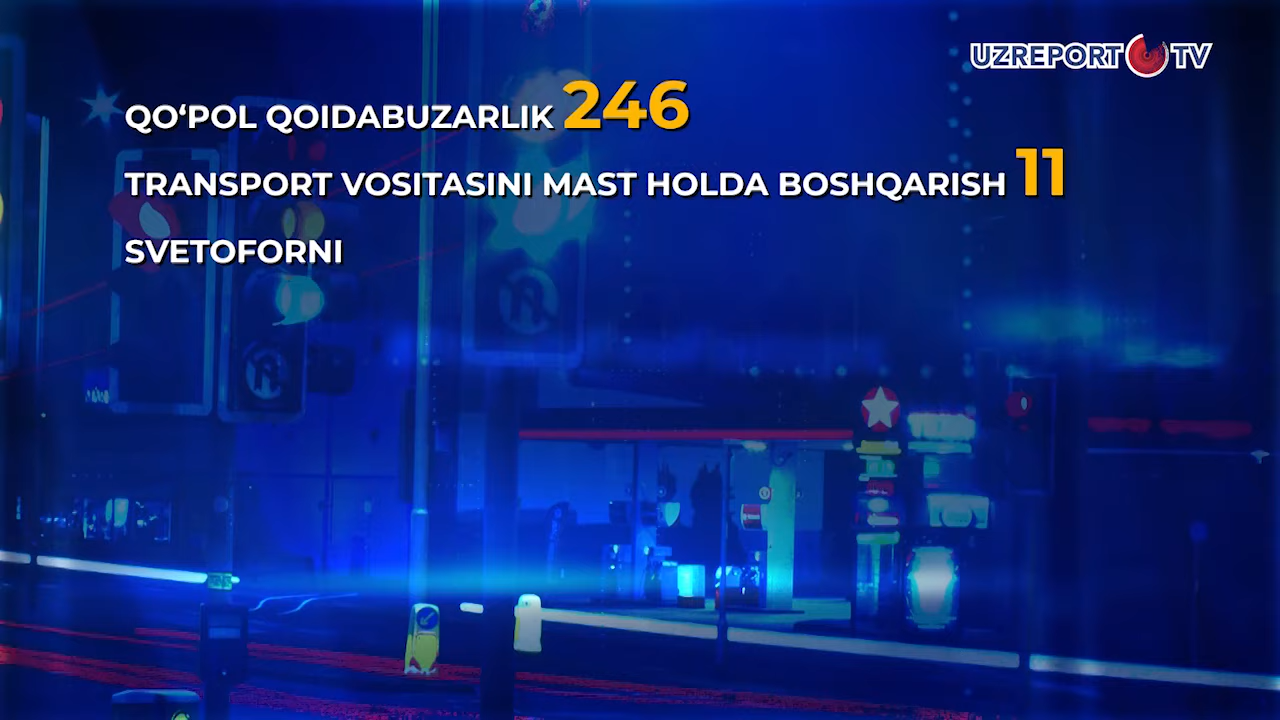 UZREPORT TV
QO‘POL QOIDABUZARLIK 246
TRANSPORT VOSITASINI MAST HOLDA BOSHQARISH 11
SVETOFORNI